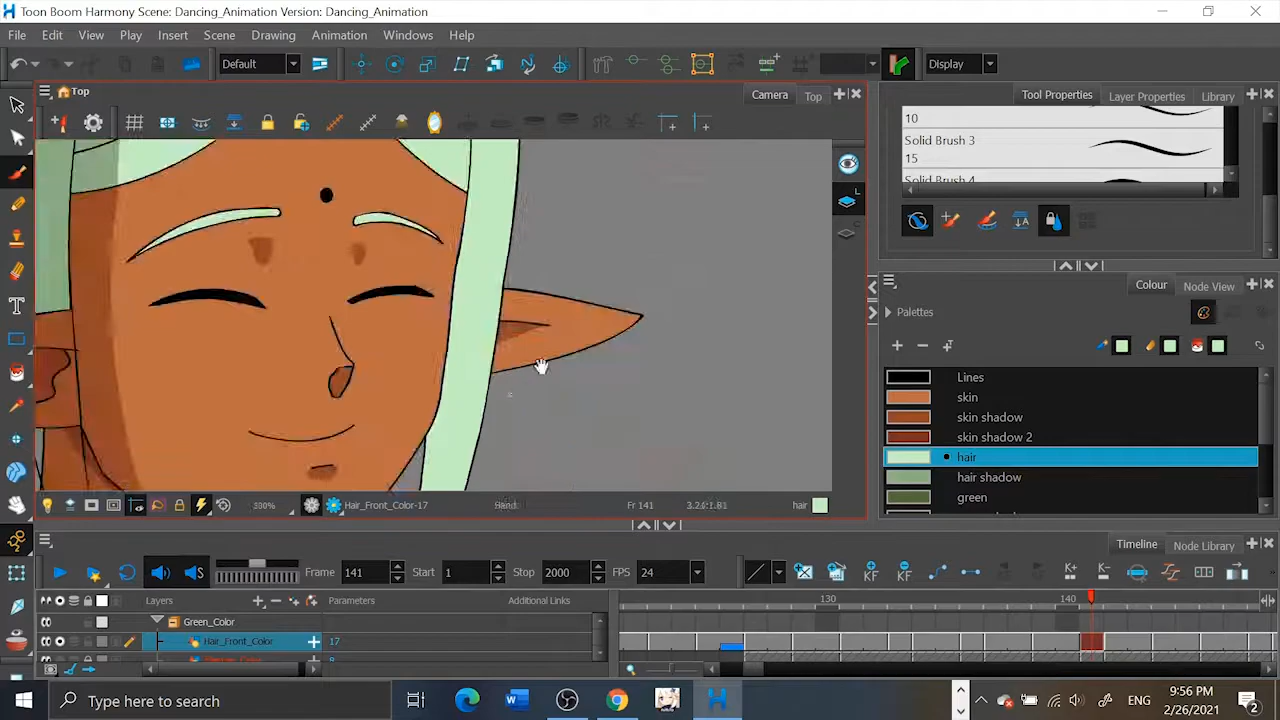 Toon Boom Harmony Scene: Dancing_Animation Version: Dancing_Animation
File Edit View Play Insert Scene Drawing Animation Windows Help
Default
Display
Top
Camera
Top
Tool Properties
Layer Properties
Library
10
Solid Brush 3
15
Solid Brush 4
Colour
Node View
Palettes
Lines
skin
skin shadow
skin shadow 2
hair
hair shadow
green
Hair_Front_Color-17
Fr 141
hair
Timeline
Node Library
Frame 141 Start 1 Stop 2000 FPS 24
Layers Parameters Additional Links
130 140
Green_Color
Hair_Front_Color 17
Type here to search
ENG
9:56 PM
2/26/2021
2